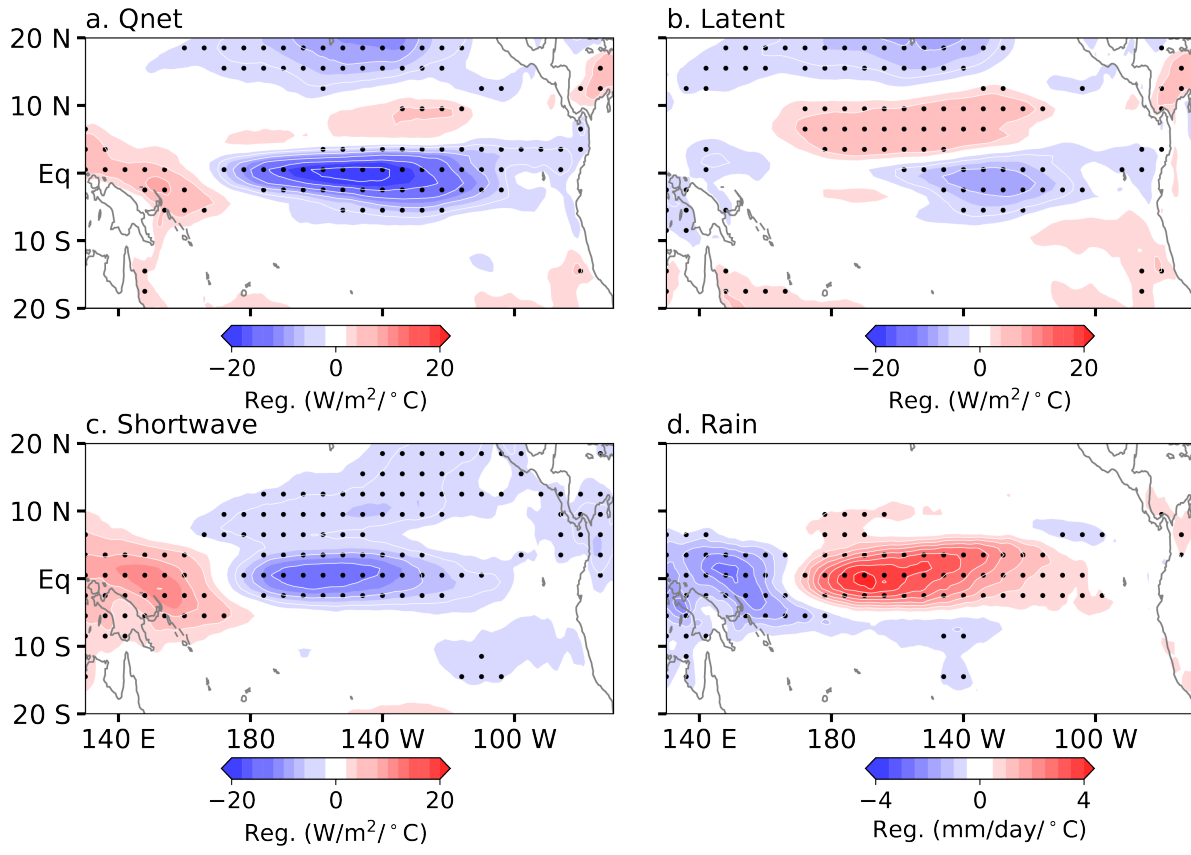 a. Qnet
b. Latent
20 N
10 N
Eq
10 S
20 S
−20 0 20
Reg. (W/m²/°C)
−20 0 20
Reg. (W/m²/°C)
c. Shortwave
d. Rain
20 N
10 N
Eq
10 S
20 S
140 E 180 140 W 100 W
140 E 180 140 W 100 W
−20 0 20
Reg. (W/m²/°C)
−4 0 4
Reg. (mm/day/°C)